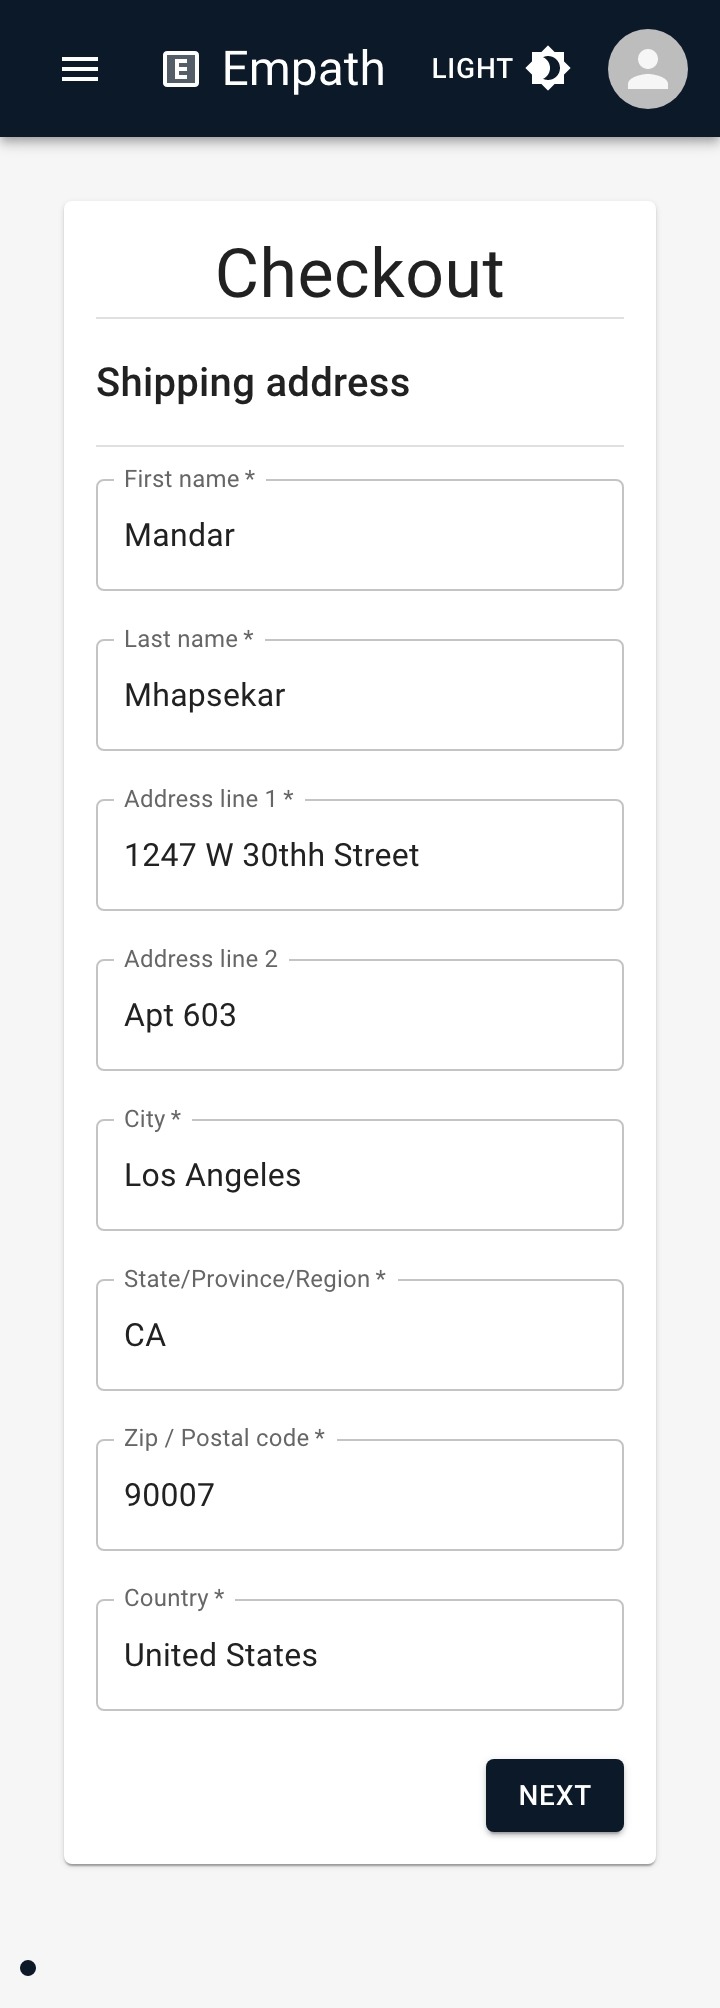 E Empath LIGHT
Checkout
Shipping address
First name *
Mandar
Last name *
Mhapsekar
Address line 1 *
1247 W 30thh Street
Address line 2
Apt 603
City *
Los Angeles
State/Province/Region *
CA
Zip / Postal code *
90007
Country *
United States
NEXT